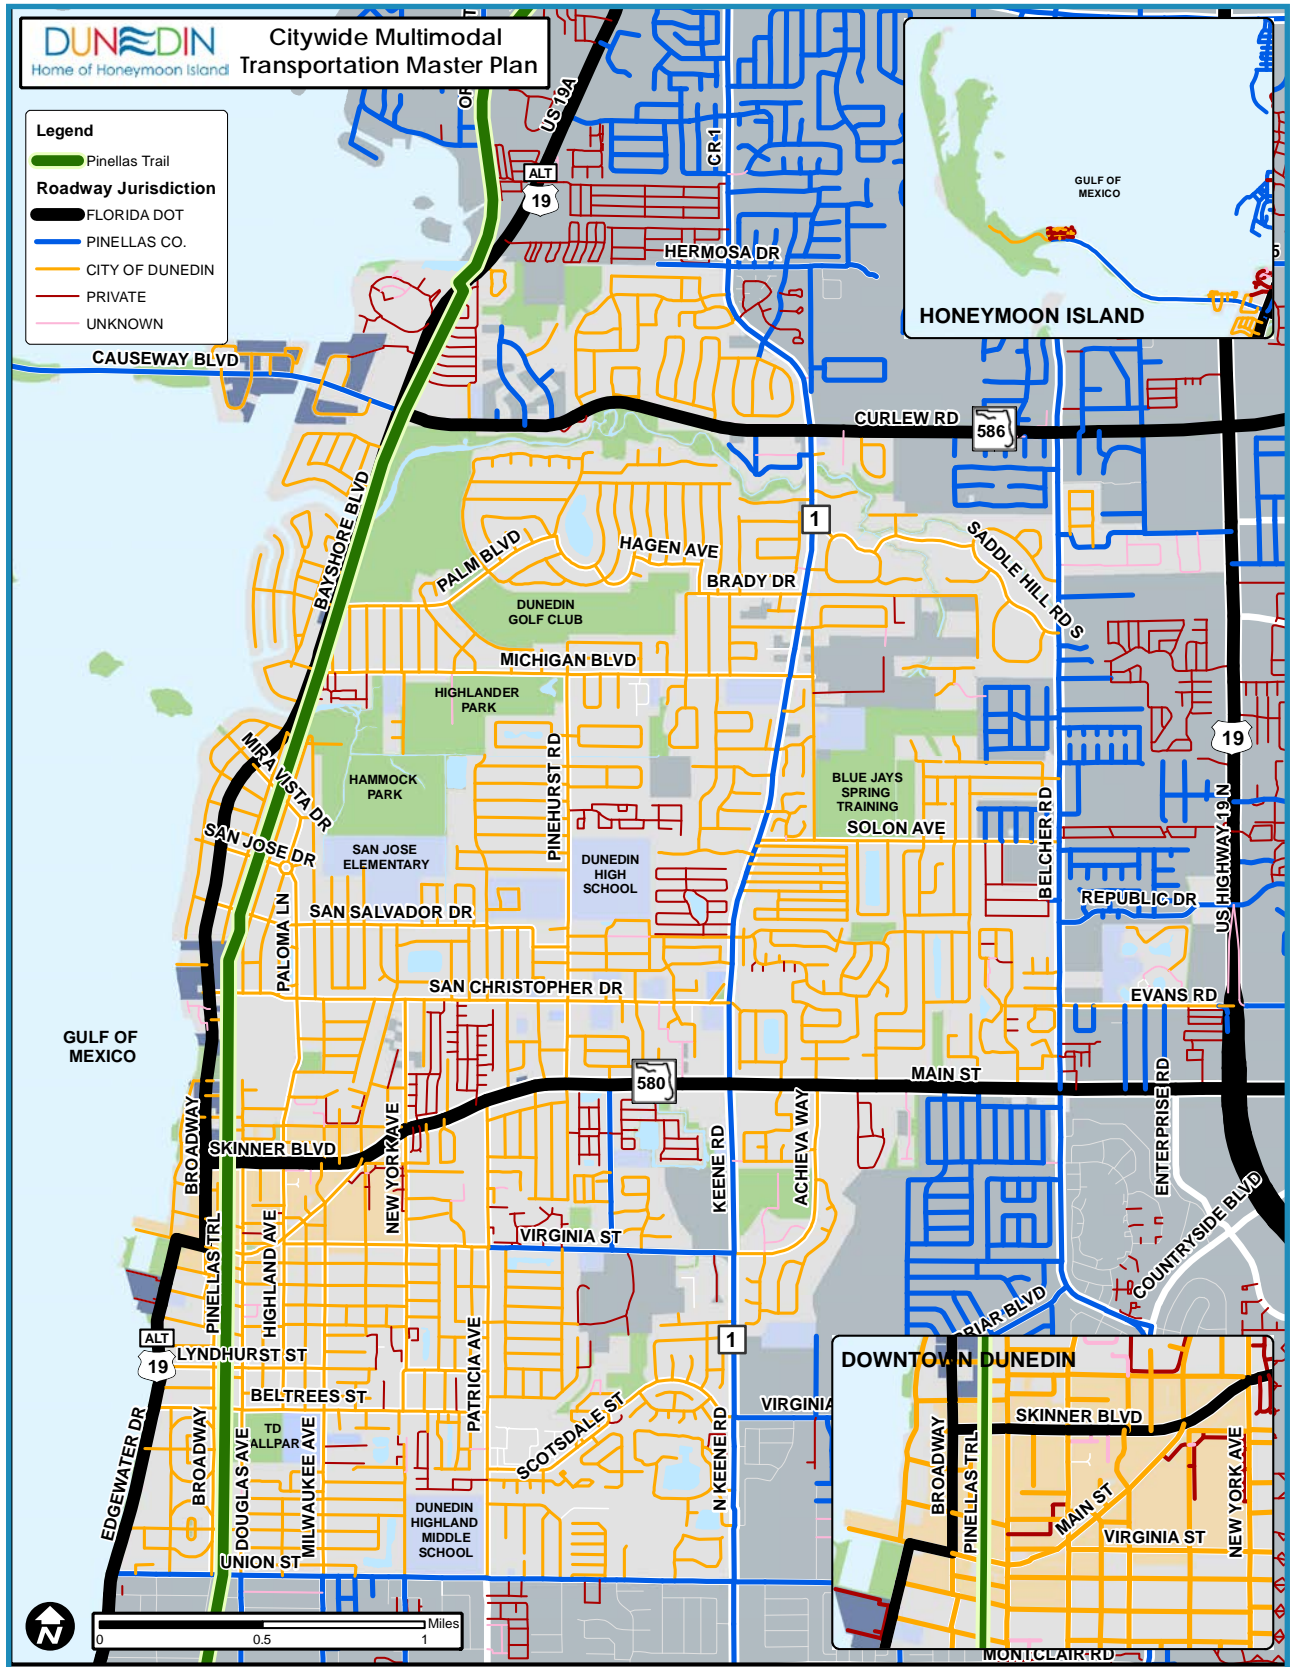 DUNEDIN
Home of Honeymoon Island
Citywide Multimodal
Transportation Master Plan
Legend
Pinellas Trail
Roadway Jurisdiction
FLORIDA DOT
PINELLAS CO.
CITY OF DUNEDIN
PRIVATE
UNKNOWN
US 19A
ALT
19
CR 1
HERMOSA DR
GULF OF
MEXICO
HONEYMOON ISLAND
CAUSEWAY BLVD
CURLEW RD
586
BAYSHORE BLVD
1
PALM BLVD
HAGEN AVE
BRADY DR
SADDLE HILL RD S
DUNEDIN
GOLF CLUB
MICHIGAN BLVD
HIGHLANDER
PARK
19
MIRA VISTA DR
HAMMOCK
PARK
PINEHURST RD
BLUE JAYS
SPRING
TRAINING
SOLON AVE
BELCHER RD
US HIGHWAY 19 N
SAN JOSE DR
SAN JOSE
ELEMENTARY
DUNEDIN
HIGH
SCHOOL
REPUBLIC DR
PALOMA LN
SAN SALVADOR DR
SAN CHRISTOPHER DR
EVANS RD
GULF OF
MEXICO
580
MAIN ST
BROADWAY
SKINNER BLVD
NEW YORK AVE
KEENE RD
ACHIEVA WAY
ENTERPRISE RD
COUNTRYSIDE BLVD
PINELLAS TRL
HIGHLAND AVE
VIRGINIA ST
RIAR BLVD
ALT
19
LYNDHURST ST
PATRICIA AVE
1
BELTREES ST
VIRGINIA
EDGEWATER DR
BROADWAY
DOUGLAS AVE
TD
ALLPAR
MILWAUKEE AVE
SCOTSDALE ST
N KEENE RD
DUNEDIN
HIGHLAND
MIDDLE
SCHOOL
UNION ST
DOWNTOWN DUNEDIN
SKINNER BLVD
BROADWAY
PINELLAS TRL
MAIN ST
VIRGINIA ST
NEW YORK AVE
MONTCLAIR RD
N
Miles
0
0.5
1